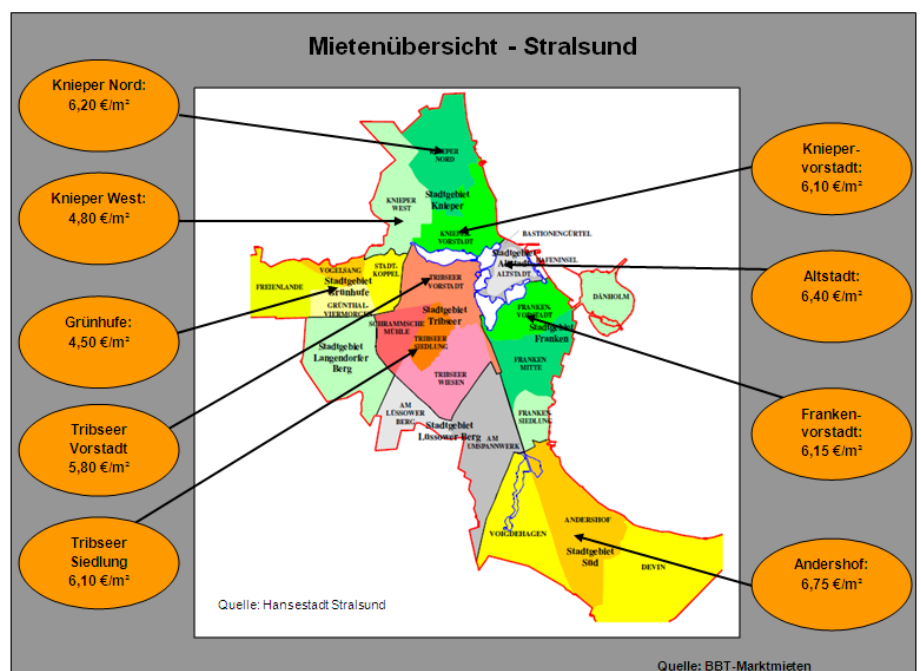 Mietenübersicht - Stralsund
Knieper Nord:
6,20 €/m²
Knieper West:
4,80 €/m²
Grünhufe:
4,50 €/m²
Tribseer
Vorstadt
5,80 €/m²
Tribseer
Siedlung
6,10 €/m²
Knieper-
vorstadt:
6,10 €/m²
Altstadt:
6,40 €/m²
Franken-
vorstadt:
6,15 €/m²
Andershof:
6,75 €/m²
KNIEPER
NORD
Stadtgebiet
Knieper
KNIEPER
WEST
KNIEPER-
VORSTADT
BASTIONENGÜRTEL
HAFENINSEL
Stadtgebiet
Altstadt
ALTSTADT
DÄNHOLM
STADT-
KOPPEL
VOGELSANG
Stadtgebiet
Grünhufe
FREIENLANDE
GRÜNTHAL-
VIERMORGEN
TRIBSEER
VORSTADT
Stadtgebiet
Tribseer
SCHRAMMSCHE
MÜHLE
TRIBSEER
SIEDLUNG
TRIBSEER
WIESEN
FRANKEN-
VORSTADT
Stadtgebiet
Franken
FRANKEN
MITTE
FRANKEN-
SIEDLUNG
Stadtgebiet
Langendorfer
Berg
AM
LÜSSOWER
BERG
Stadtgebiet
Lüssower Berg
AM
UMSPANNWERK
VOIGDEHAGEN
ANDERSHOF
Stadtgebiet
Süd
DEVIN
Quelle: Hansestadt Stralsund
Quelle: BBT-Marktmieten